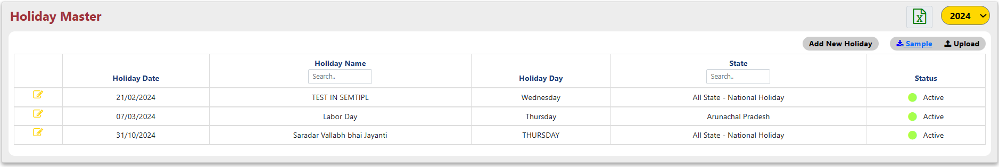 Holiday Master
2024
Add New Holiday Sample Upload
Holiday Date Holiday Name Holiday Day State Status
Search.. Search..
21/02/2024 TEST IN SEMTIPL Wednesday All State - National Holiday Active
07/03/2024 Labor Day Thursday Arunachal Pradesh Active
31/10/2024 Saradar Vallabh bhai Jayanti THURSDAY All State - National Holiday Active